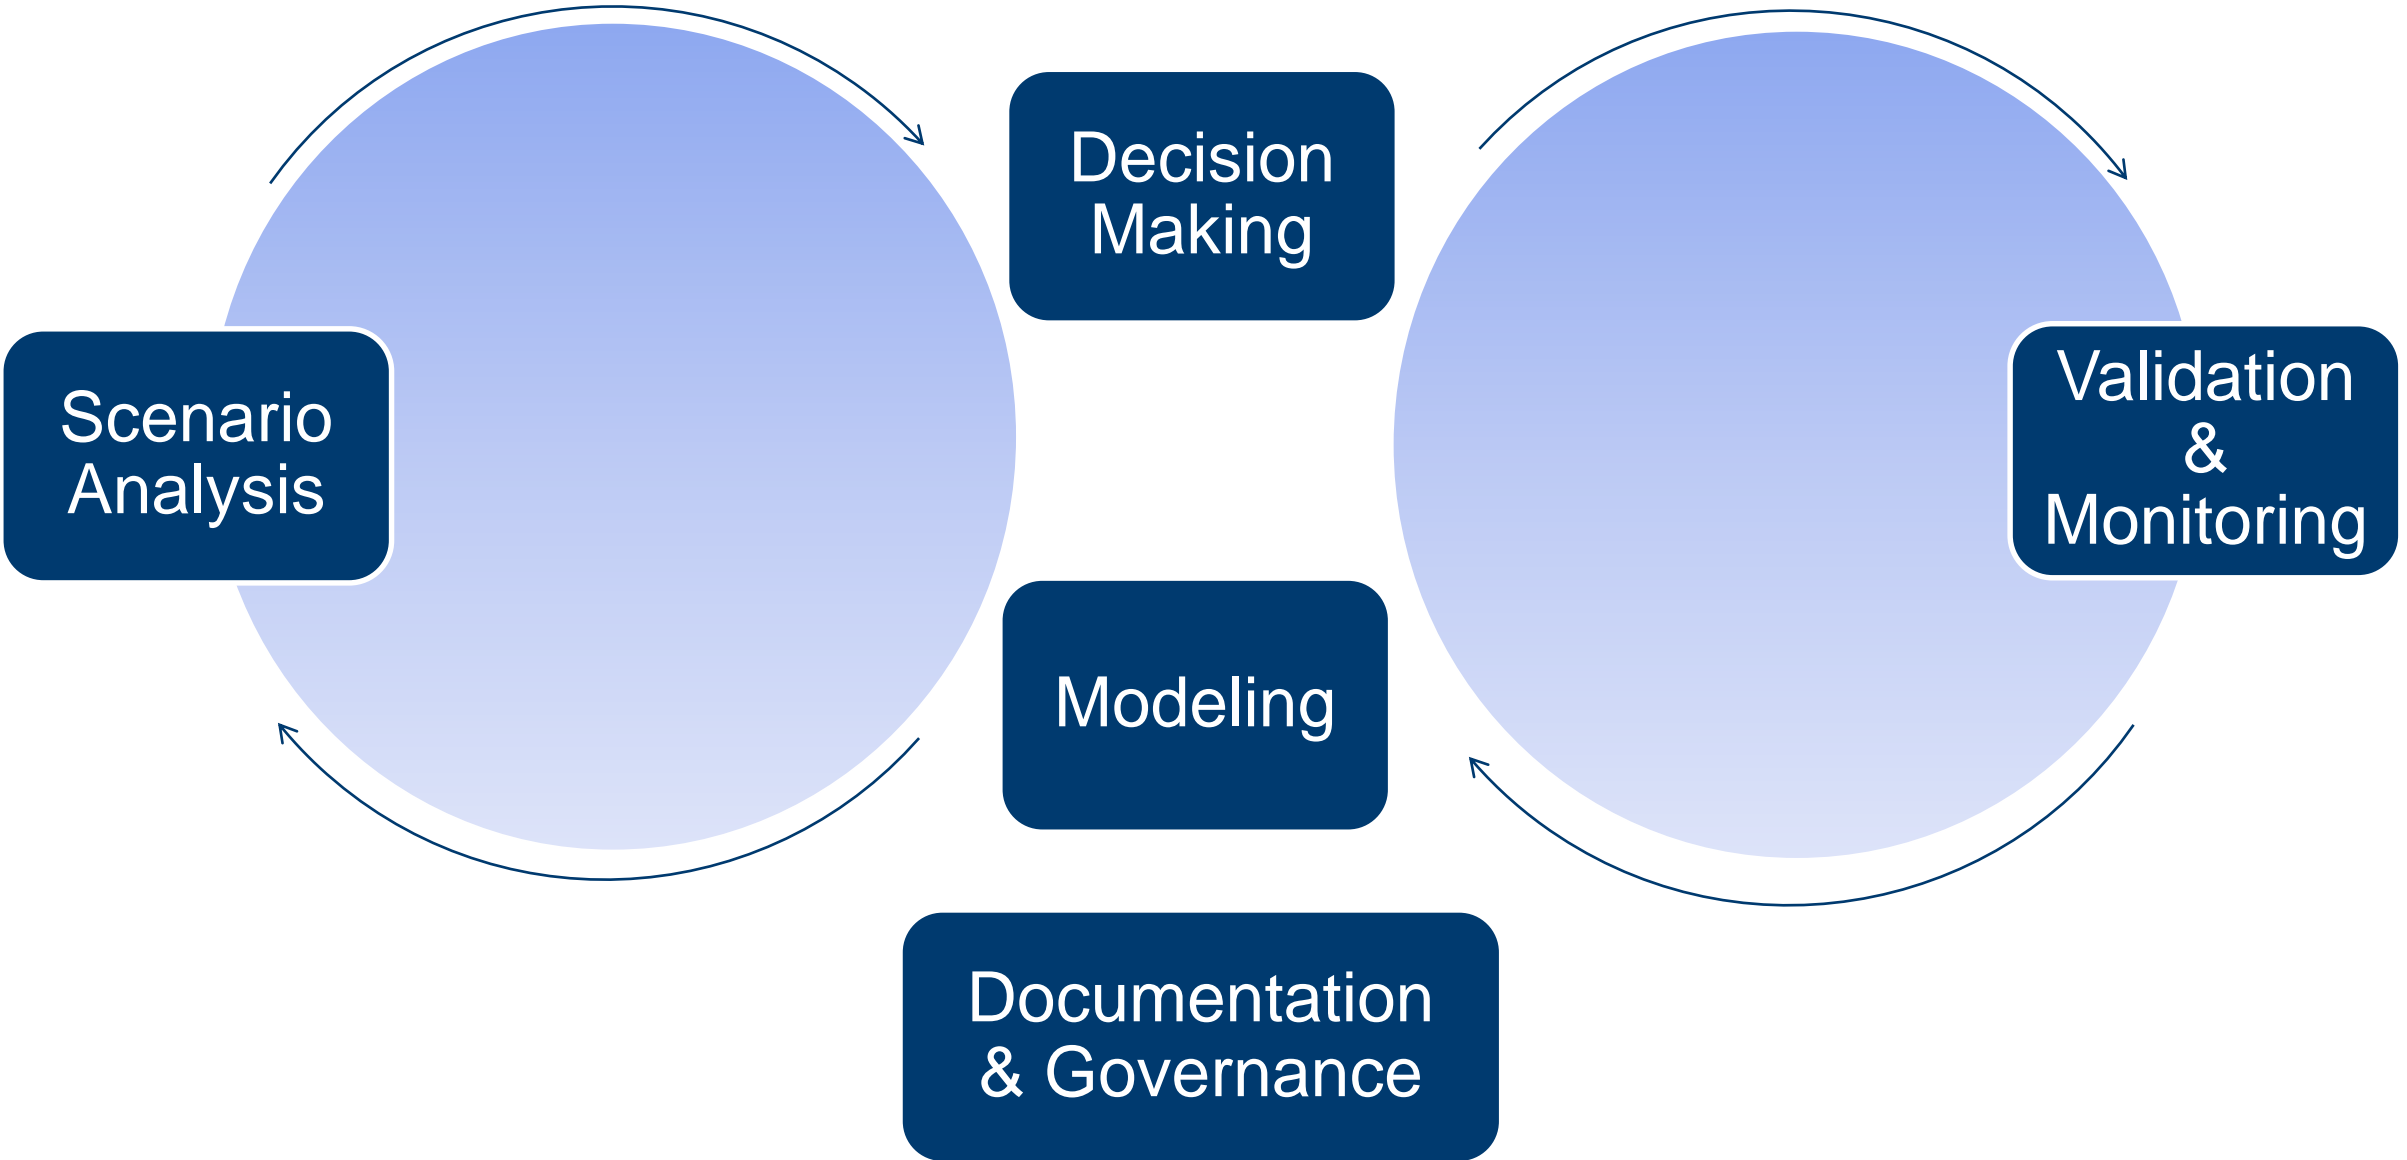 Decision
Making
Scenario
Analysis
Validation
&
Monitoring
Modeling
Documentation
& Governance